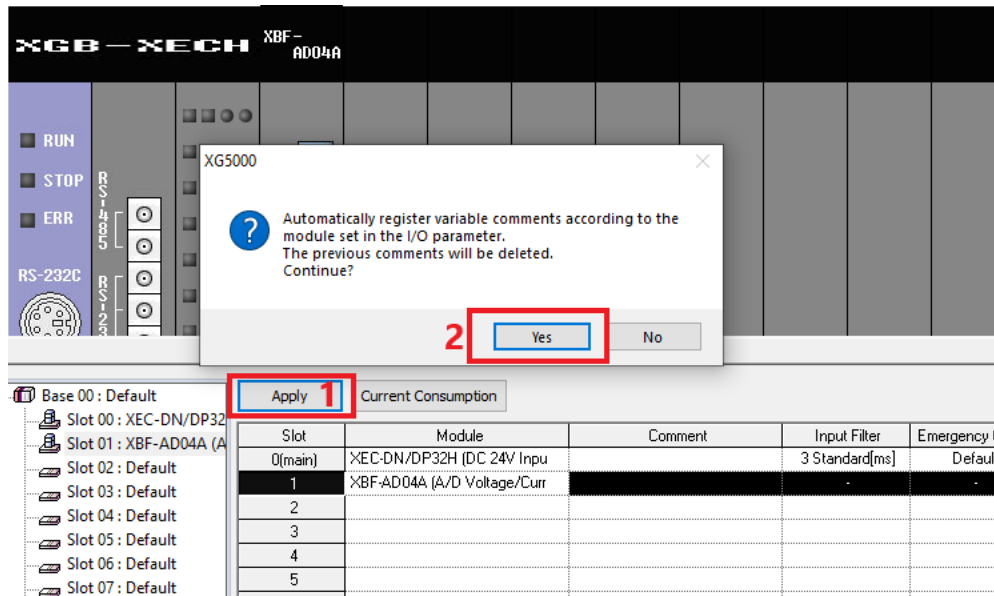 XGB-XECH
XBF-
AD04A
RUN
STOP
ERR
RS-232C
RS-485
RS-23
XG5000
Automatically register variable comments according to the
module set in the I/O parameter.
The previous comments will be deleted.
Continue?
2
Yes
No
Base 00 : Default
Slot 00 : XEC-DN/DP32
Slot 01 : XBF-AD04A (A
Slot 02 : Default
Slot 03 : Default
Slot 04 : Default
Slot 05 : Default
Slot 06 : Default
Slot 07 : Default
Apply
1
Current Consumption
Slot Module Comment Input Filter Emergency
0(main) XEC-DN/DP32H (DC 24V Inpu 3 Standard[ms] Defaul
1 XBF-AD04A (A/D Voltage/Curr - -
2
3
4
5